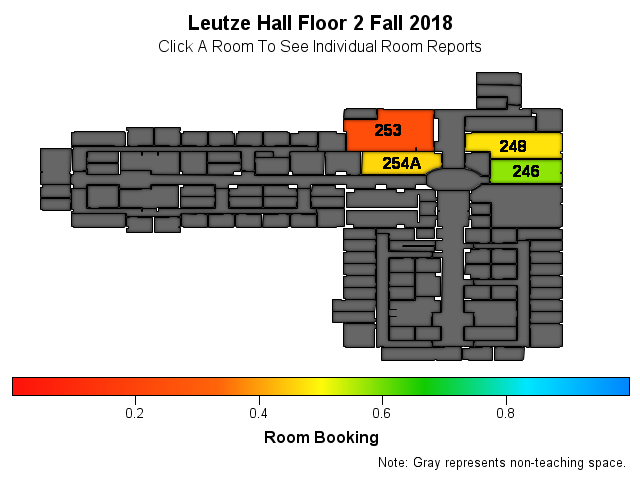 Leutze Hall Floor 2 Fall 2018
Click A Room To See Individual Room Reports
253
248
254A
246
0.2 0.4 0.6 0.8
Room Booking
Note: Gray represents non-teaching space.